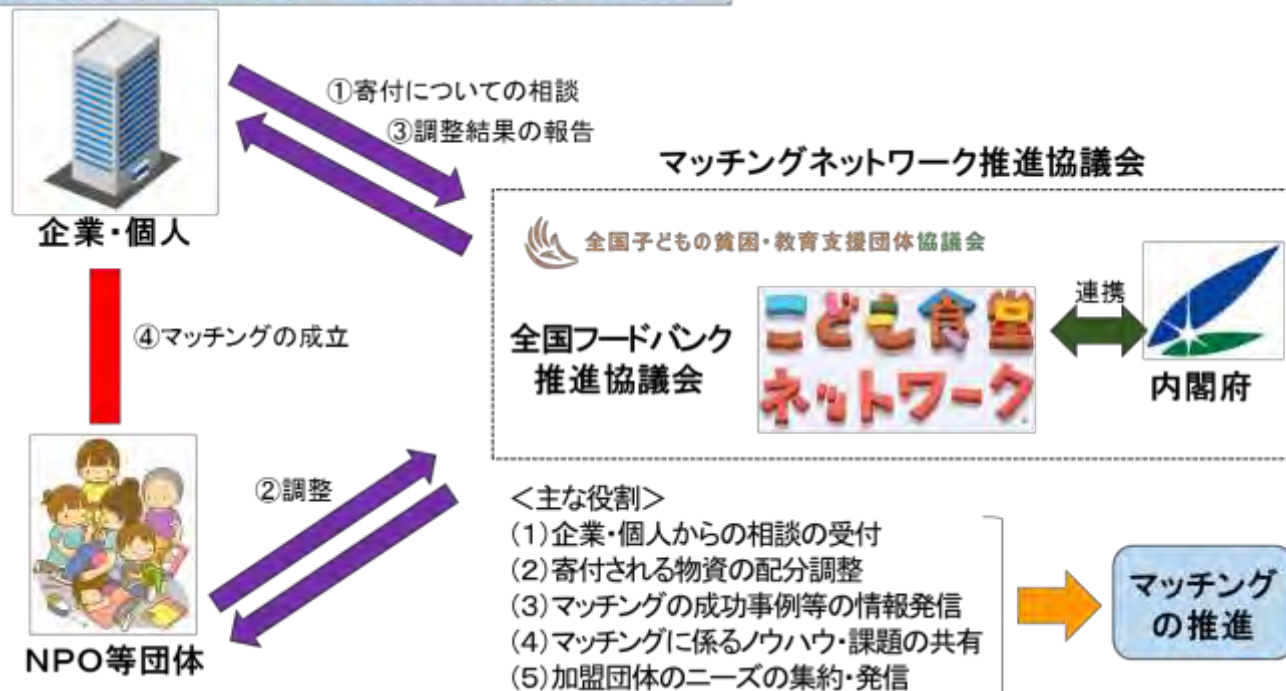 ①寄付についての相談
③調整結果の報告
企業・個人
マッチングネットワーク推進協議会
全国子どもの貧困・教育支援団体協議会
全国フードバンク
推進協議会
こども食堂
ネットワーク
連携
内閣府
④マッチングの成立
②調整
NPO等団体
＜主な役割＞
(1)企業・個人からの相談の受付
(2)寄付される物資の配分調整
(3)マッチングの成功事例等の情報発信
(4)マッチングに係るノウハウ・課題の共有
(5)加盟団体のニーズの集約・発信
マッチング
の推進